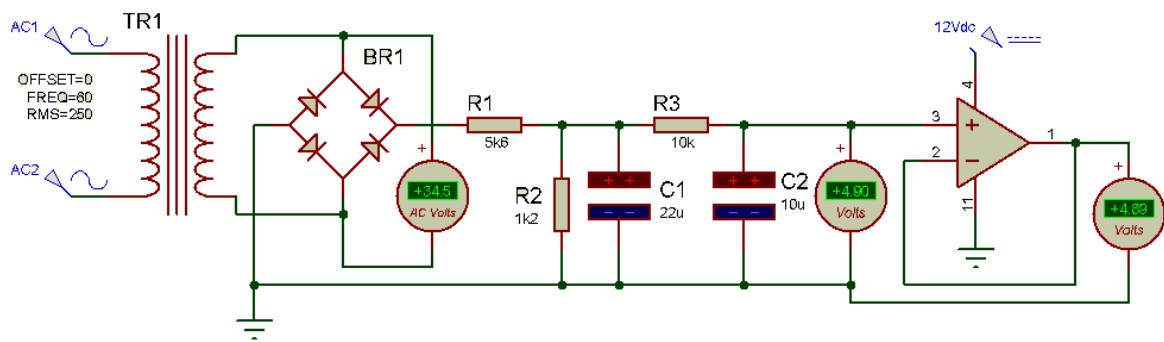 AC1
TR1
OFFSET=0
FREQ=60
RMS=250
AC2
BR1
+
+34.5
AC Volts
R1
5k6
R2
1k2
C1
22u
R3
10k
C2
10u
+
+4.90
Volts
12Vdc
4
3
2
1
11
+
+4.89
Volts